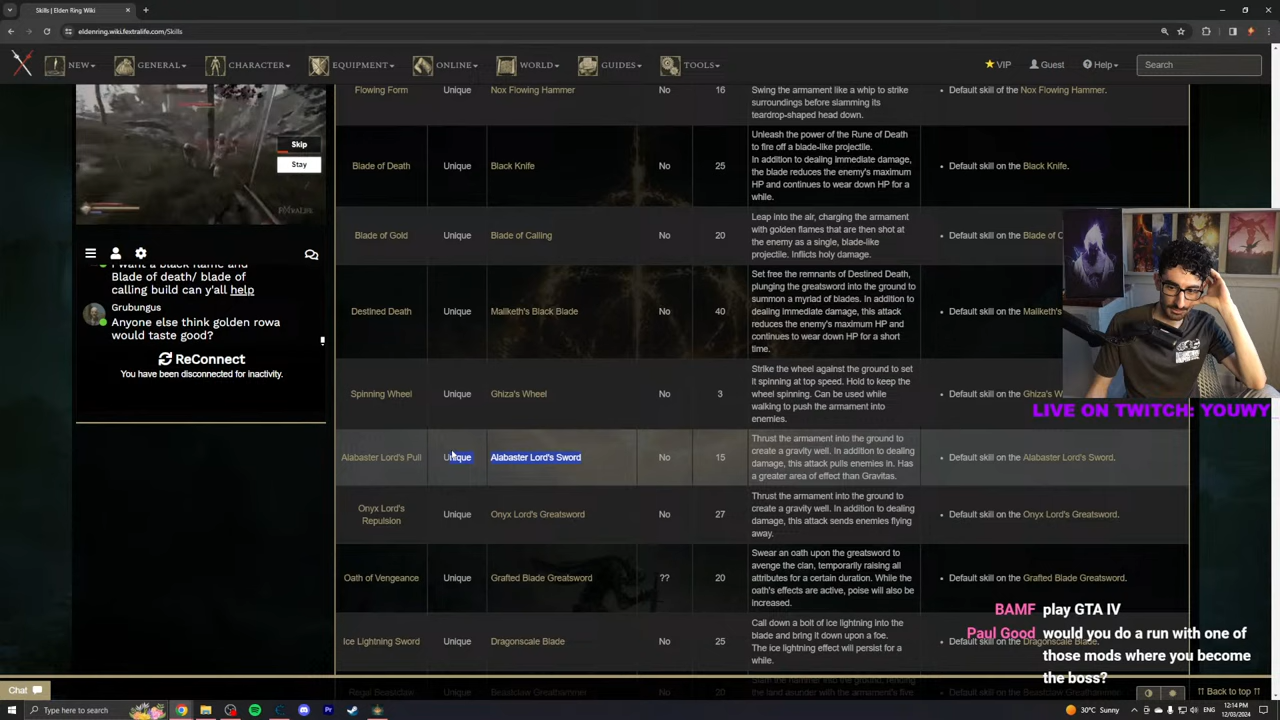 Skills | Elden Ring Wiki
eldenring.wiki.fextralife.com/Skills
NEW
GENERAL
CHARACTER
EQUIPMENT
ONLINE
WORLD
GUIDES
TOOLS
VIP
Guest
Help
Search
Skip
Stay
FEXTRALIFE
Blade of death/ blade of
calling build can y'all help
Grubungus
Anyone else think golden rowa
would taste good?
ReConnect
You have been disconnected for inactivity.
Flowing Form
Unique
Nox Flowing Hammer
No
16
Swing the armament like a whip to strike
surroundings before slamming its
teardrop-shaped head down.
Default skill of the Nox Flowing Hammer.
Blade of Death
Unique
Black Knife
No
25
Unleash the power of the Rune of Death
to fire off a blade-like projectile.
In addition to dealing immediate damage,
the blade reduces the enemy's maximum
HP and continues to wear down HP for a
while.
Default skill on the Black Knife.
Blade of Gold
Unique
Blade of Calling
No
20
Leap into the air, charging the armament
with golden flames that are then shot at
the enemy as a single, blade-like
projectile. Inflicts holy damage.
Default skill on the Blade of C
Destined Death
Unique
Maliketh's Black Blade
No
40
Set free the remnants of Destined Death,
plunging the greatsword into the ground
to summon a myriad of blades. In addition to
dealing immediate damage, this attack
reduces the enemy's maximum HP and
continues to wear down HP for a short
time.
Default skill on the Maliketh's
Spinning Wheel
Unique
Ghiza's Wheel
No
3
Strike the wheel against the ground to set
it spinning at top speed. Hold to keep the
wheel spinning. Can be used while
walking to push the armament into
enemies.
Default skill on the Ghiza's W
LIVE ON TWITCH: YOUWY
Alabaster Lord's Pull
Unique
Alabaster Lord's Sword
No
15
Thrust the armament into the ground to
create a gravity well. In addition to dealing
damage, this attack pulls enemies in. Has
a greater area of effect than Gravitas.
Default skill on the Alabaster Lord's Sword.
Onyx Lord's
Repulsion
Unique
Onyx Lord's Greatsword
No
27
Thrust the armament into the ground to
create a gravity well. In addition to dealing
damage, this attack sends enemies flying
away.
Default skill on the Onyx Lord's Greatsword.
Oath of Vengeance
Unique
Grafted Blade Greatsword
??
20
Swear an oath upon the greatsword to
avenge the clan, temporarily raising all
attributes for a certain duration. While the
oath's effects are active, poise will also be
increased.
Default skill on the Grafted Blade Greatsword.
Ice Lightning Sword
Unique
Dragonscale Blade
No
25
Call down a bolt of ice lightning into the
blade and bring it down upon a foe.
The ice lightning effect will persist for a
while.
Default skill on the Dragonscale Blade.
Regal Beastclaw
Unique
Beastclaw Greathammer
No
20
BAMF play GTA IV
Paul Good would you do a run with one of
those mods where you become
the boss?
Chat
Back to top
Type here to search
30°C Sunny
ENG
12:14 PM
12/03/2024